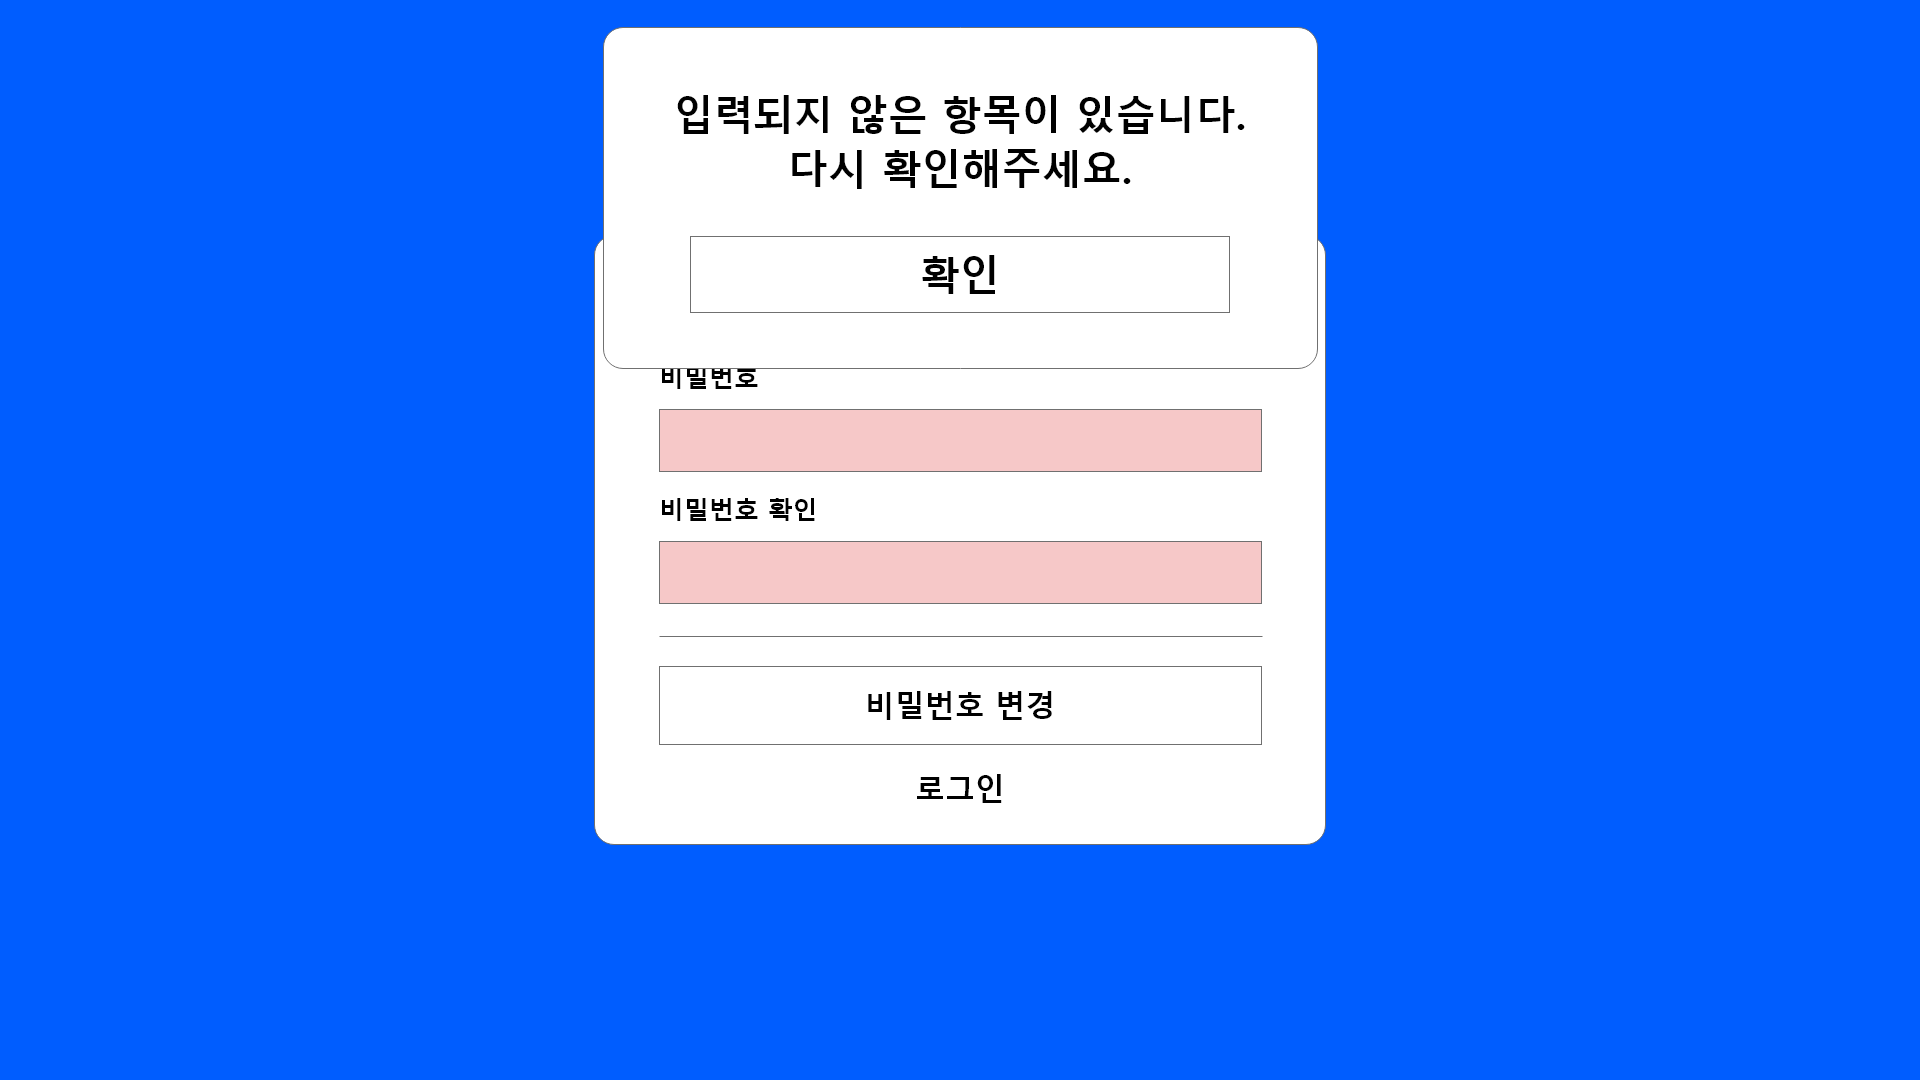 입력되지 않은 항목이 있습니다.
다시 확인해주세요.
확인
비밀번호
비밀번호 확인
비밀번호 변경
로그인